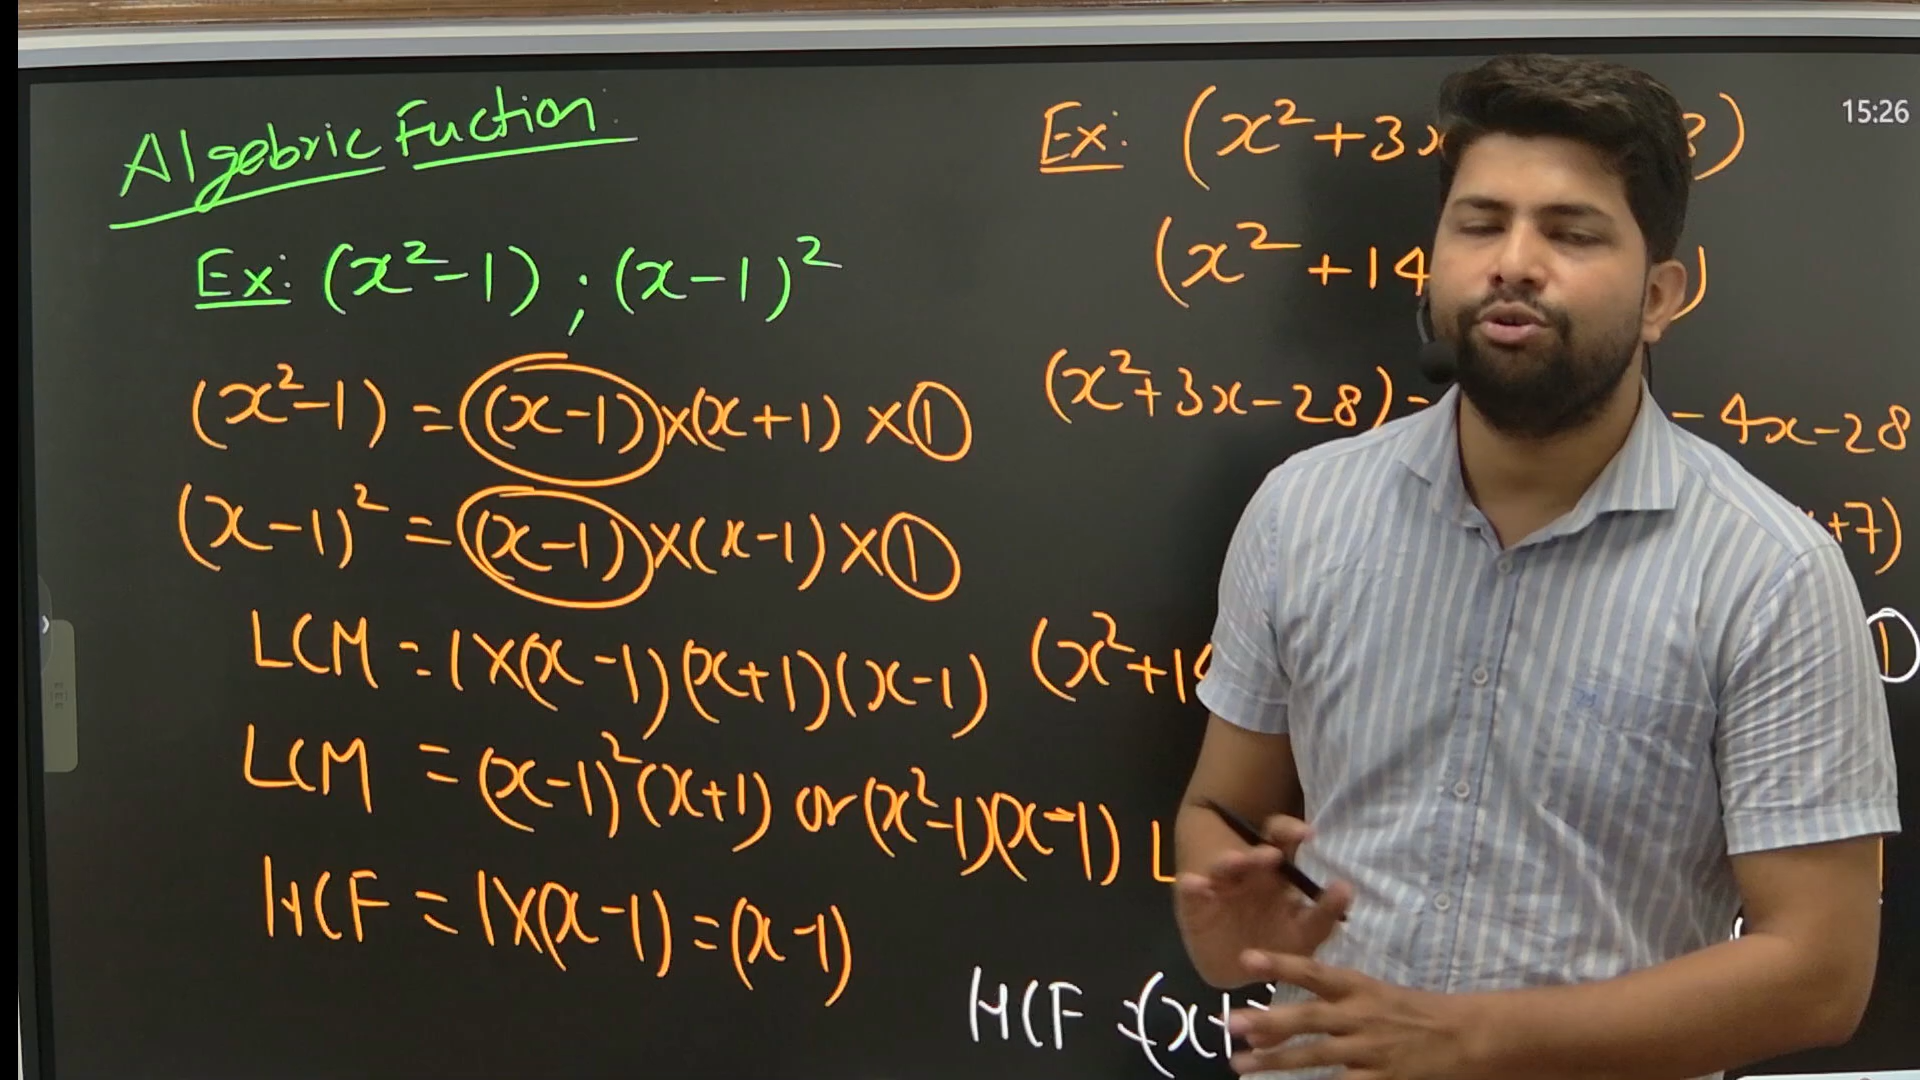 Algebric Fuction
Ex: (x²-1) ; (x-1)²
(x²-1) = (x-1)×(x+1)×1
(x-1)² = (x-1)×(x-1)×1
LCM = 1×(x-1)(x+1)(x-1)
LCM = (x-1)²(x+1) or (x²-1)(x-1)
HCF = 1×(x-1) = (x-1)
15:26
Ex: (x²+3x )
(x²+14 )
(x²+3x-28) = -4x-28
+7)
(x²+14 1
L
HCF =(x+